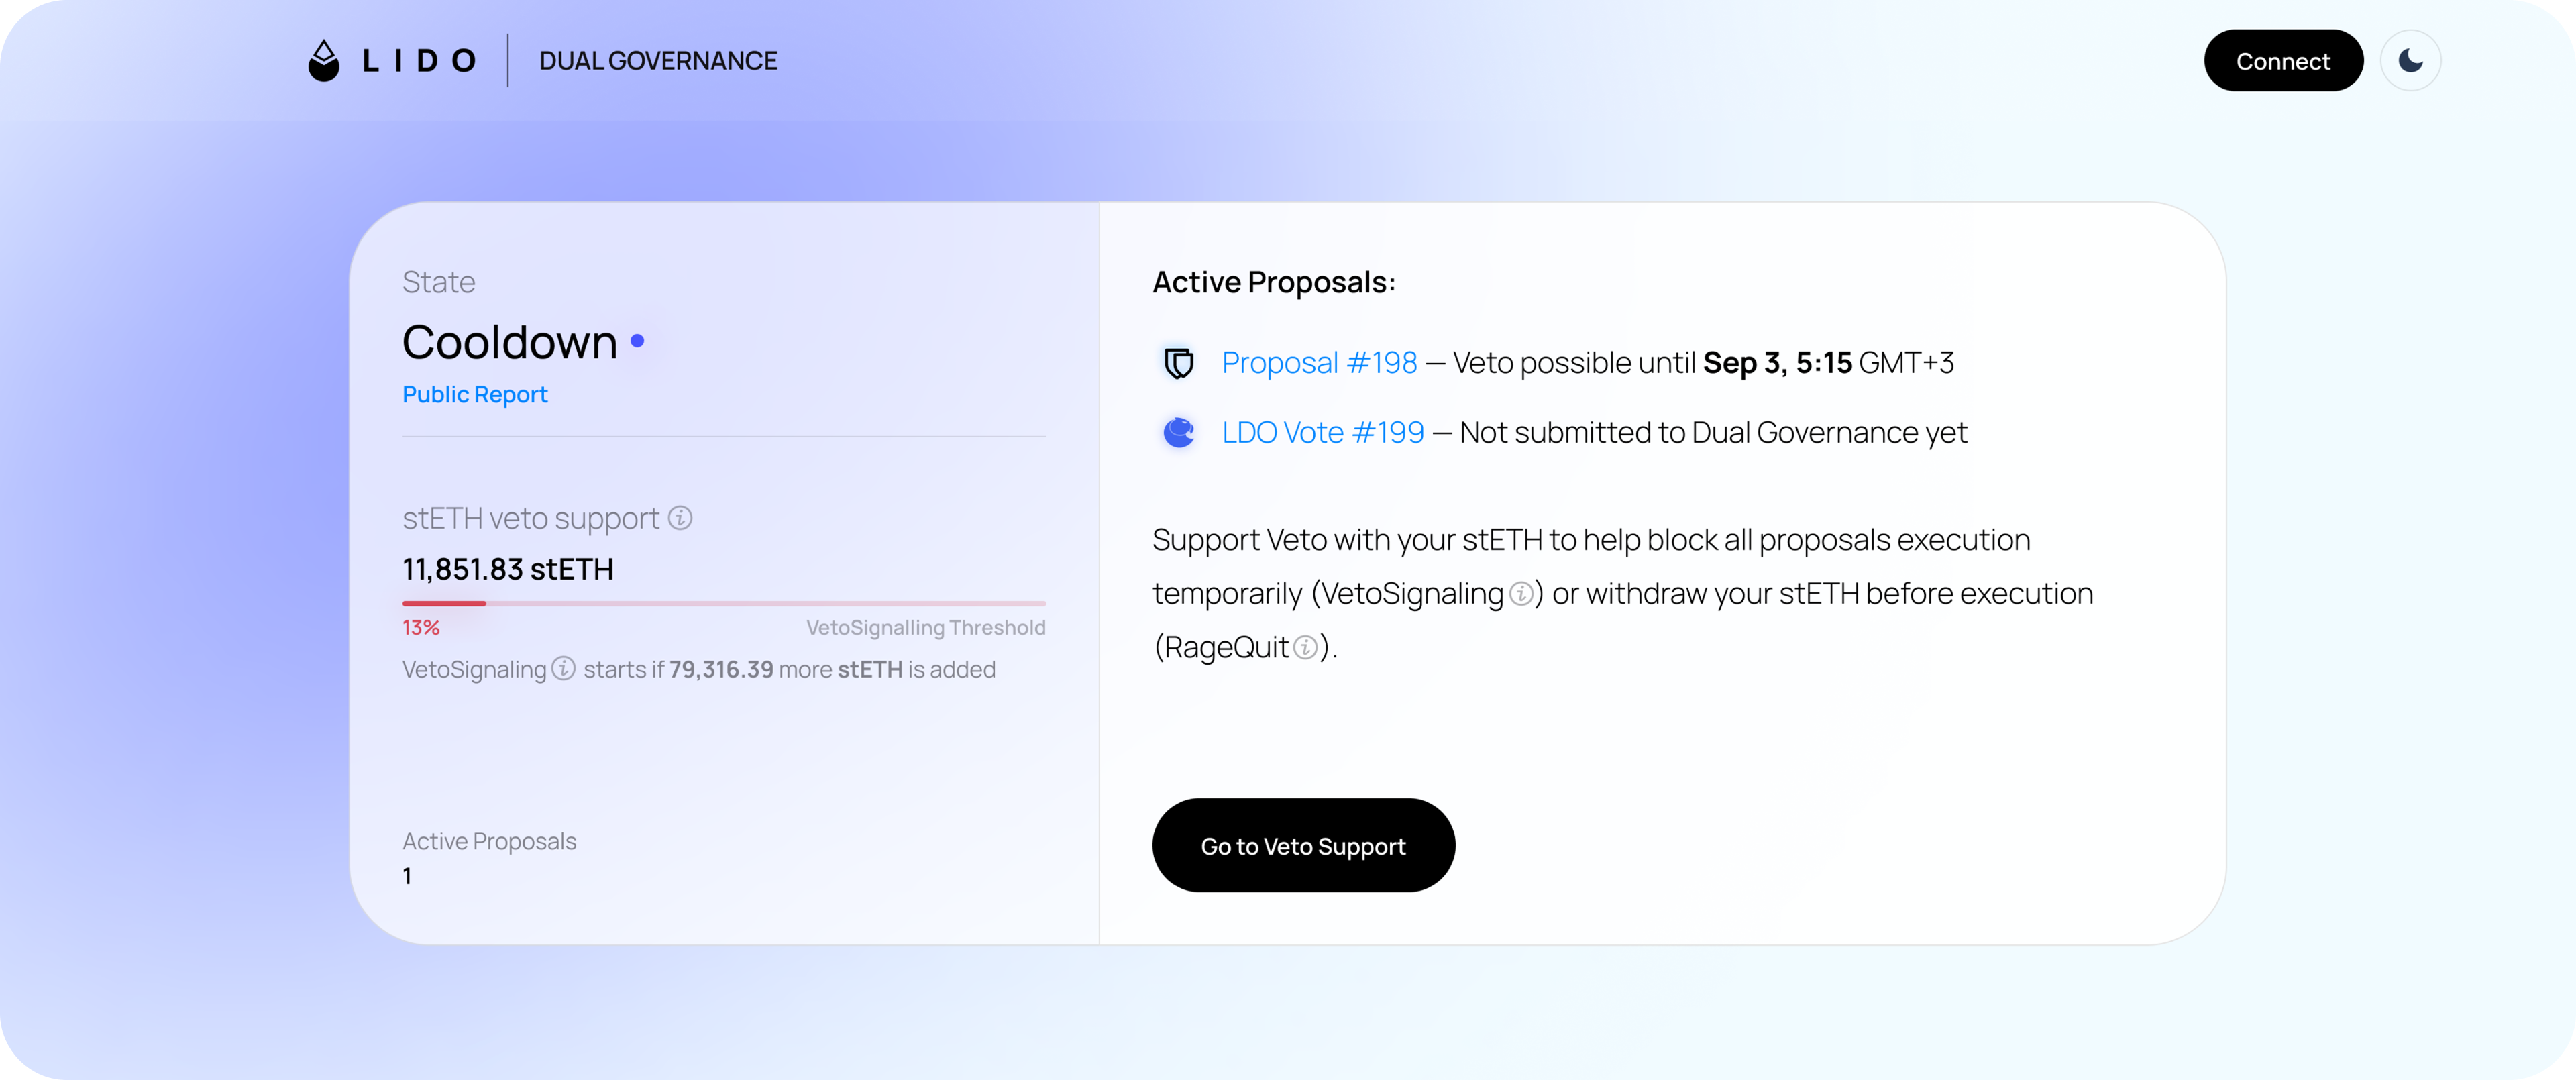 LIDO
DUAL GOVERNANCE
Connect
State
Cooldown
Public Report
stETH veto support
11,851.83 stETH
13%
VetoSignalling Threshold
VetoSignaling starts if 79,316.39 more stETH is added
Active Proposals
1
Active Proposals:
Proposal #198 — Veto possible until Sep 3, 5:15 GMT+3
LDO Vote #199 — Not submitted to Dual Governance yet
Support Veto with your stETH to help block all proposals execution
temporarily (VetoSignaling) or withdraw your stETH before execution
(RageQuit).
Go to Veto Support